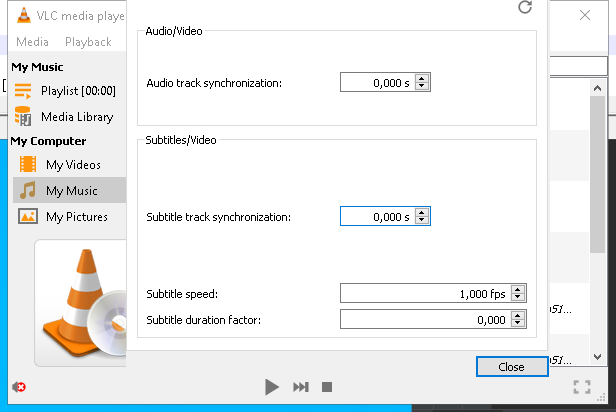 VLC media playe
Media Playback
My Music
Playlist [00:00]
Media Library
My Computer
My Videos
My Music
My Pictures
Audio/Video
Audio track synchronization: 0,000 s
Subtitles/Video
Subtitle track synchronization: 0,000 s
Subtitle speed: 1,000 fps
Subtitle duration factor: 0,000
51...
51...
Close